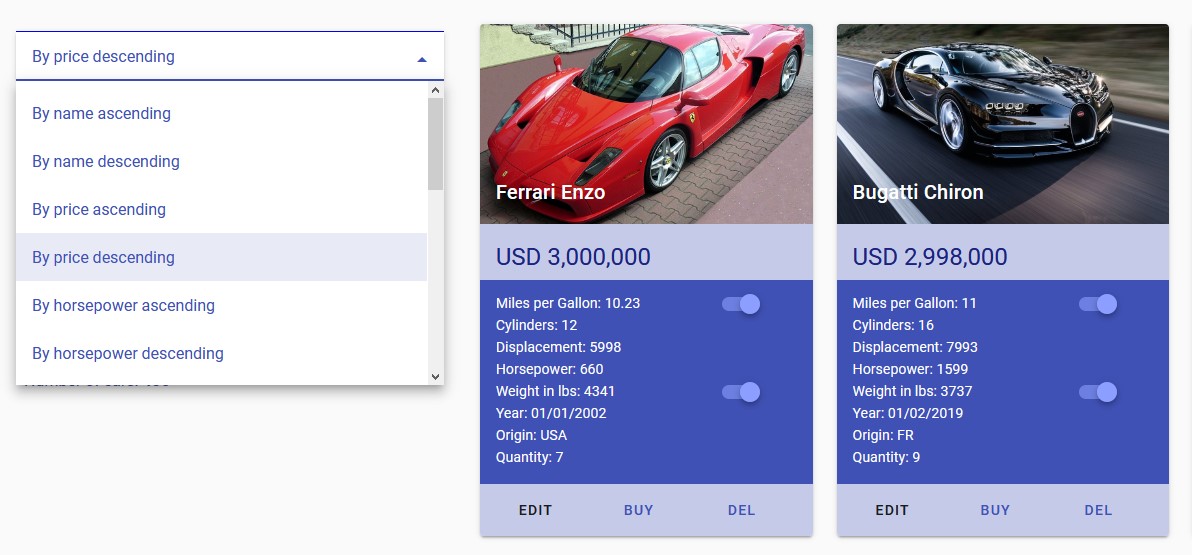 By price descending
By name ascending
By name descending
By price ascending
By price descending
By horsepower ascending
By horsepower descending
Ferrari Enzo
USD 3,000,000
Miles per Gallon: 10.23
Cylinders: 12
Displacement: 5998
Horsepower: 660
Weight in lbs: 4341
Year: 01/01/2002
Origin: USA
Quantity: 7
EDIT BUY DEL
Bugatti Chiron
USD 2,998,000
Miles per Gallon: 11
Cylinders: 16
Displacement: 7993
Horsepower: 1599
Weight in lbs: 3737
Year: 01/02/2019
Origin: FR
Quantity: 9
EDIT BUY DEL